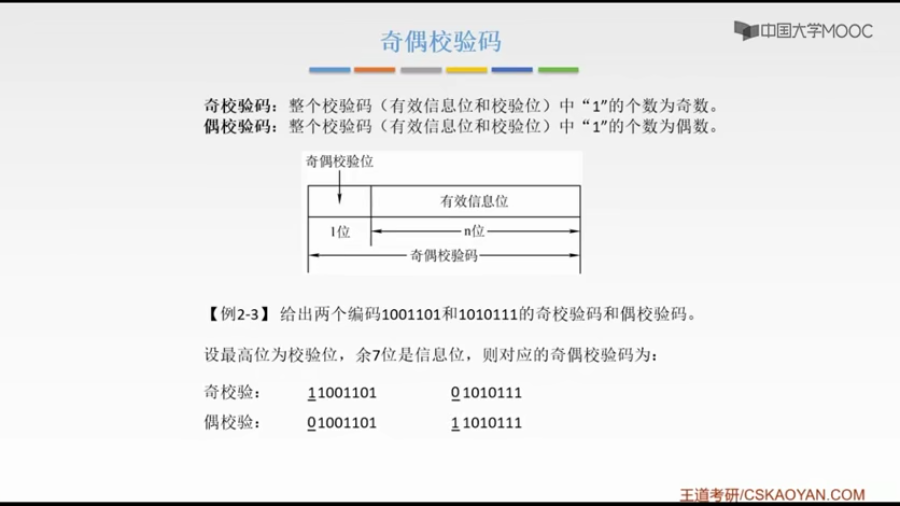 中国大学MOOC
奇偶校验码
奇校验码：整个校验码（有效信息位和校验位）中“1”的个数为奇数。
偶校验码：整个校验码（有效信息位和校验位）中“1”的个数为偶数。
奇偶校验位
有效信息位
1位
n位
奇偶校验码
【例2-3】 给出两个编码1001101和1010111的奇校验码和偶校验码。
设最高位为校验位，余7位是信息位，则对应的奇偶校验码为：
奇校验： 11001101 01010111
偶校验： 01001101 11010111
王道考研/CSKAOYAN.COM